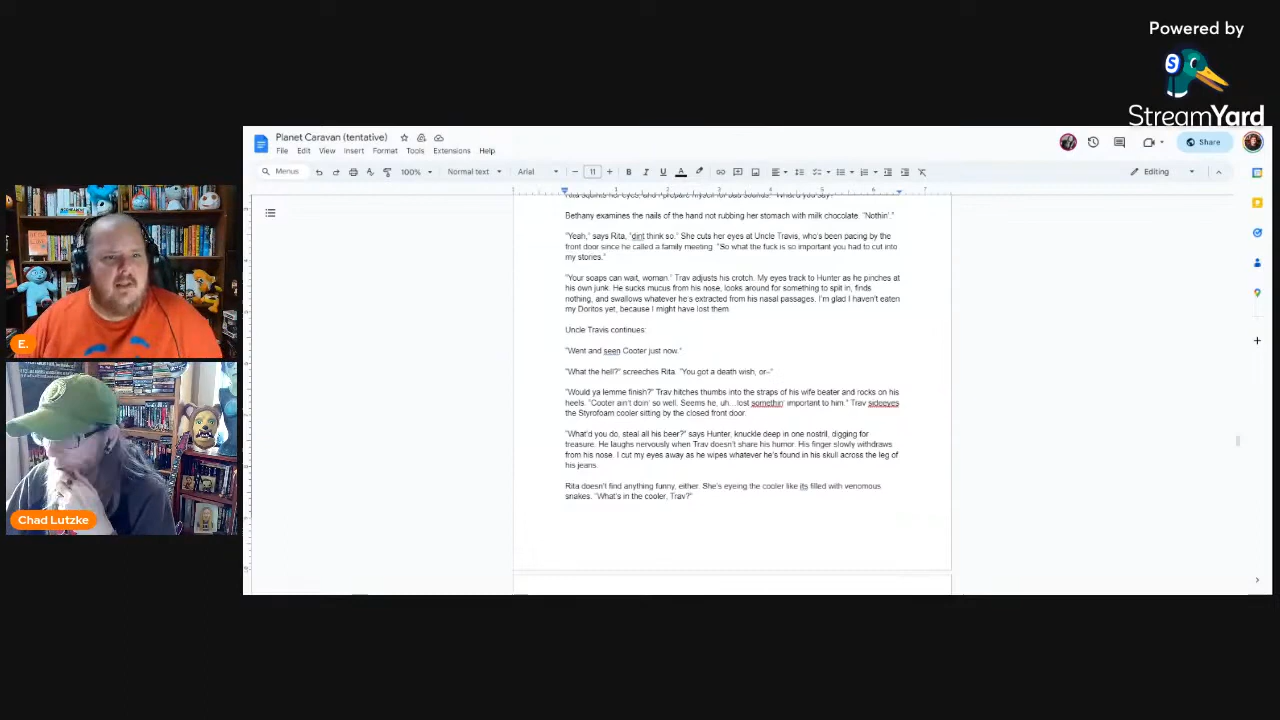 Powered by
StreamYard
Planet Caravan (tentative)
File Edit View Insert Format Tools Extensions Help
Share
Menus 100% Normal text Arial 11 Editing
Bethany examines the nails of the hand not rubbing her stomach with milk chocolate. "Nothin'."
"Yeah," says Rita, "dint think so." She cuts her eyes at Uncle Travis, who's been pacing by the
front door since he called a family meeting. "So what the fuck is so important you had to cut into
my stories."
"Your soaps can wait, woman." Trav adjusts his crotch. My eyes track to Hunter as he pinches at
his own junk. He sucks mucus from his nose, looks around for something to spit in, finds
nothing, and swallows whatever he's extracted from his nasal passages. I'm glad I haven't eaten
my Doritos yet, because I might have lost them.
Uncle Travis continues:
"Went and seen Cooter just now."
"What the hell?" screeches Rita. "You got a death wish, or–"
"Would ya lemme finish?" Trav hitches thumbs into the straps of his wife beater and rocks on his
heels. "Cooter ain't doin' so well. Seems he, uh…lost somethin' important to him." Trav sideeyes
the Styrofoam cooler sitting by the closed front door.
"What'd you do, steal all his beer?" says Hunter, knuckle deep in one nostril, digging for
treasure. He laughs nervously when Trav doesn't share his humor. His finger slowly withdraws
from his nose. I cut my eyes away as he wipes whatever he's found in his skull across the leg of
his jeans.
Rita doesn't find anything funny, either. She's eyeing the cooler like its filled with venomous
snakes. "What's in the cooler, Trav?"
E.
Chad Lutzke